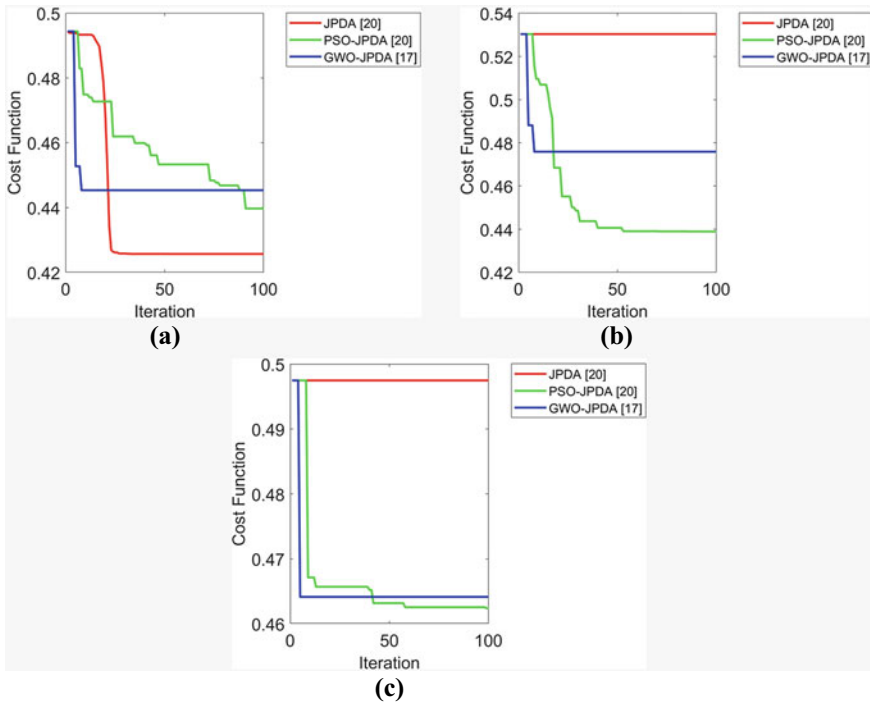 0.5
0.48
0.46
0.44
0.42
0
50
100
Cost Function
Iteration
JPDA [20]
PSO-JPDA [20]
GWO-JPDA [17]
(a)
0.54
0.52
0.5
0.48
0.46
0.44
0.42
0
50
100
Cost Function
Iteration
JPDA [20]
PSO-JPDA [20]
GWO-JPDA [17]
(b)
0.5
0.49
0.48
0.47
0.46
0
50
100
Cost Function
Iteration
JPDA [20]
PSO-JPDA [20]
GWO-JPDA [17]
(c)